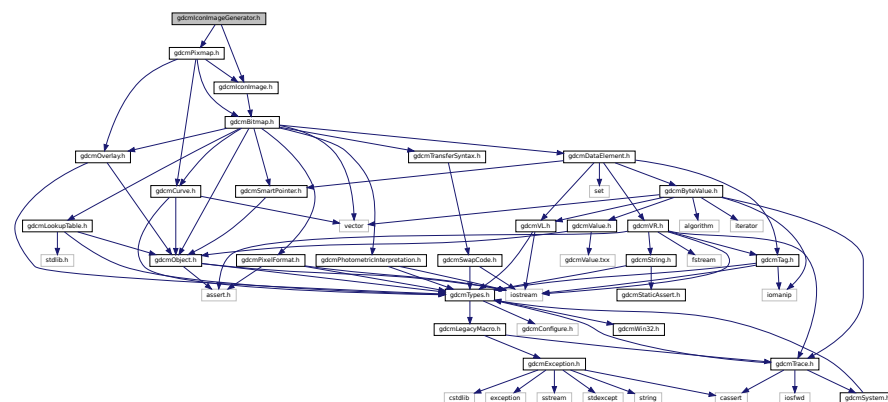 gdcmIconImageGenerator.h
gdcmPixmap.h
gdcmIconImage.h
gdcmBitmap.h
gdcmOverlay.h
gdcmTransferSyntax.h
gdcmDataElement.h
gdcmCurve.h
gdcmSmartPointer.h
set
gdcmByteValue.h
gdcmLookupTable.h
vector
gdcmVL.h
gdcmValue.h
gdcmVR.h
algorithm
iterator
stdlib.h
gdcmObject.h
gdcmPixelFormat.h
gdcmPhotometricInterpretation.h
gdcmSwapCode.h
gdcmValue.txx
gdcmString.h
fstream
gdcmTag.h
assert.h
gdcmTypes.h
iostream
gdcmStaticAssert.h
iomanip
gdcmLegacyMacro.h
gdcmConfigure.h
gdcmWin32.h
gdcmException.h
gdcmTrace.h
cstdlib
exception
sstream
stdexcept
string
cassert
iosfwd
gdcmSystem.h